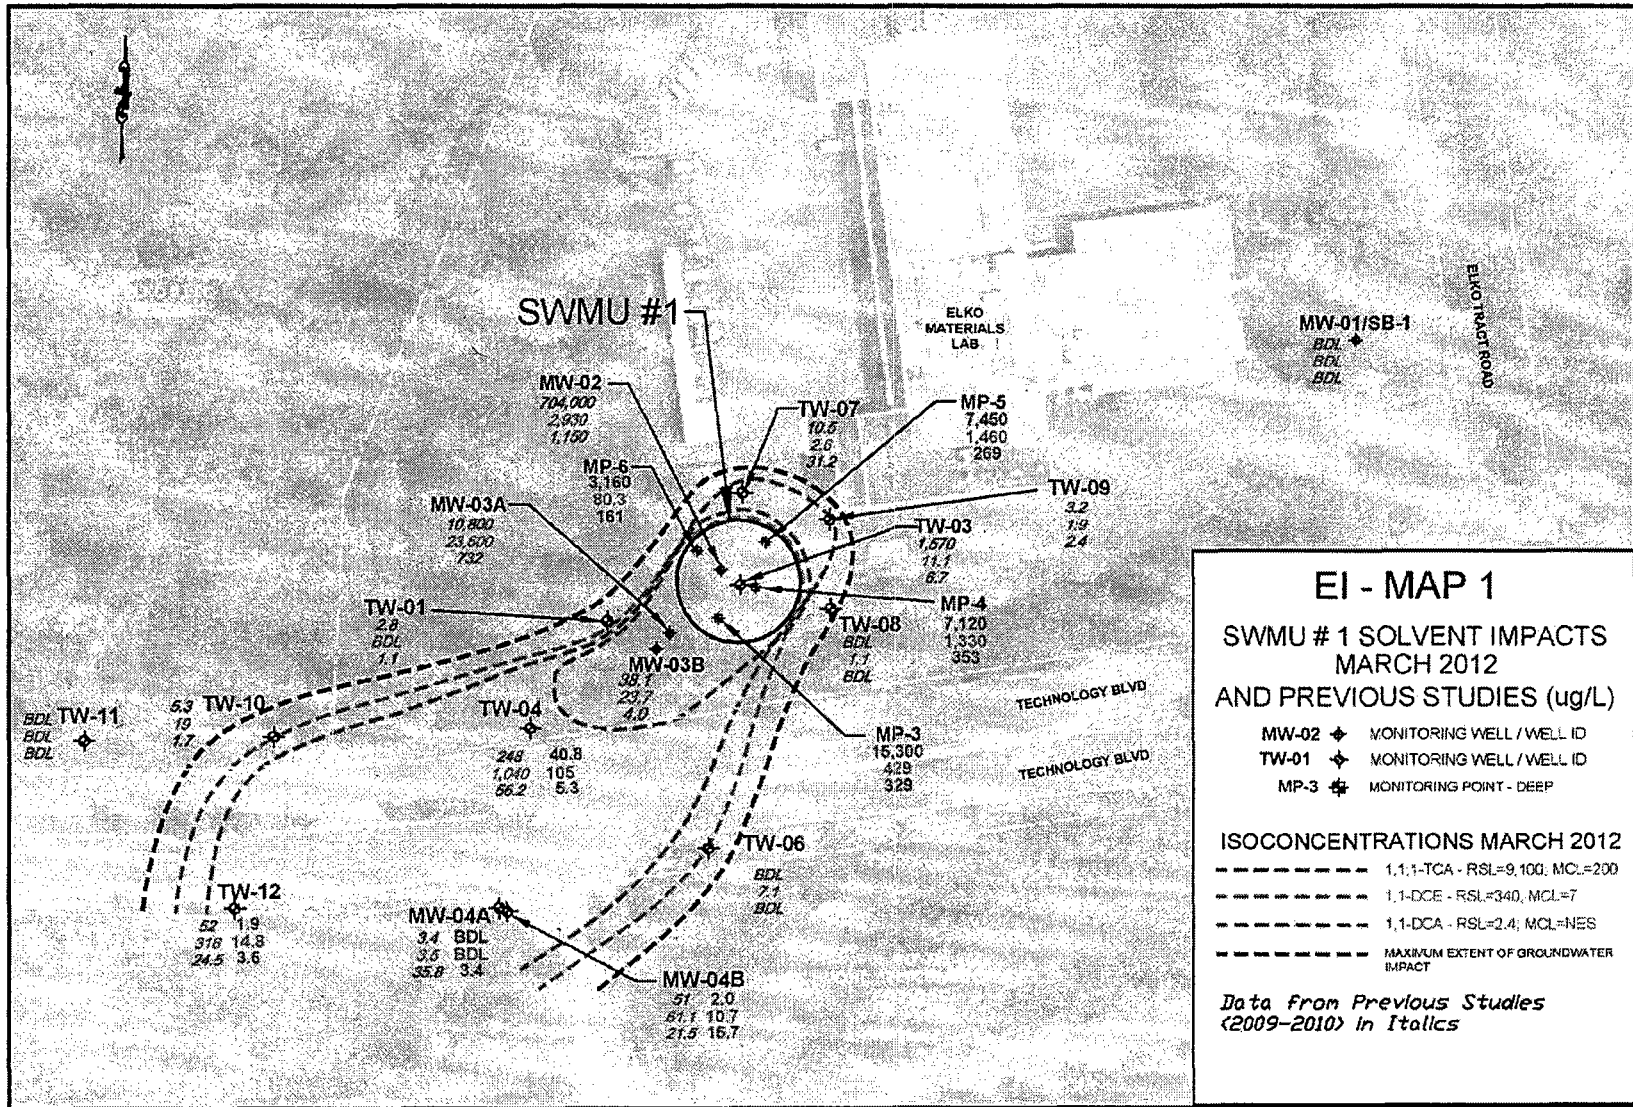 SWMU #1
ELKO
MATERIALS
LAB
MW-01/SB-1
BDL
BDL
BDL
ELKO TRACT ROAD
MW-02
704,000
2,930
1,150
TW-07
10.5
2.6
31.2
MP-5
7,450
1,460
269
MP-6
3,160
80.3
161
MW-03A
10,800
23,600
732
TW-09
3.2
1.9
2.4
TW-03
1,570
11.1
6.7
TW-01
2.8
BDL
1.1
MP-4
7,120
1,330
353
TW-08
BDL
1.1
BDL
MW-03B
38.1
23.7
4.0
TW-11
BDL
BDL
BDL
TW-10
5.3
19
1.7
TW-04
248 40.8
1,040 105
56.2 5.3
MP-3
15,300
429
329
TECHNOLOGY BLVD
TECHNOLOGY BLVD
TW-06
BDL
7.1
BDL
TW-12
52 1.9
318 14.8
24.5 3.6
MW-04A
3.4 BDL
3.5 BDL
35.8 3.4
MW-04B
51 2.0
61.1 10.7
21.5 15.7
EI - MAP 1
SWMU # 1 SOLVENT IMPACTS
MARCH 2012
AND PREVIOUS STUDIES (ug/L)
MW-02 MONITORING WELL / WELL ID
TW-01 MONITORING WELL / WELL ID
MP-3 MONITORING POINT - DEEP
ISOCONCENTRATIONS MARCH 2012
1,1,1-TCA - RSL=9,100; MCL=200
1,1-DCE - RSL=340, MCL=7
1,1-DCA - RSL=2.4; MCL=NES
MAXIMUM EXTENT OF GROUNDWATER
IMPACT
Data from Previous Studies
(2009-2010) in Italics